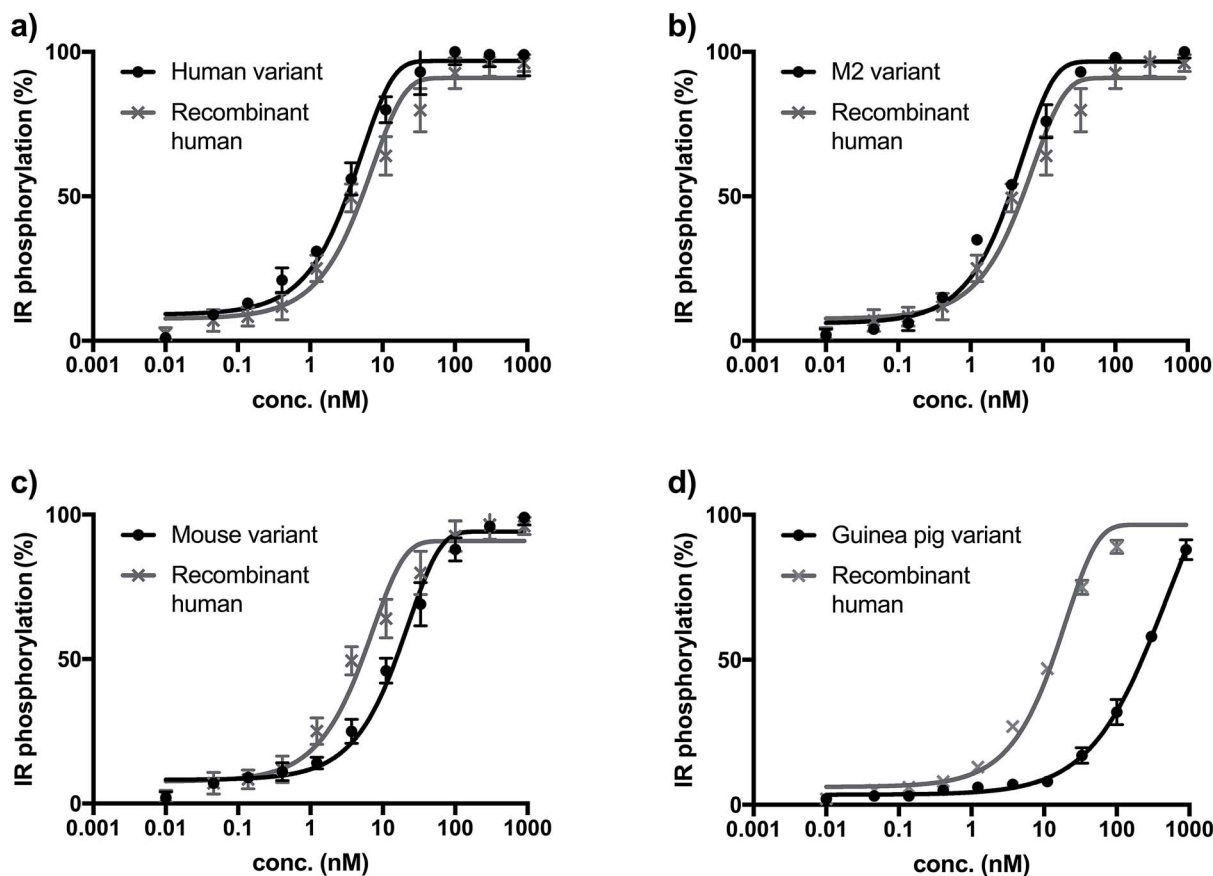 a)
Human variant
Recombinant
human
IR phosphorylation (%)
100
50
0
0.001
0.01
0.1
1
10
100
1000
conc. (nM)
b)
M2 variant
Recombinant
human
IR phosphorylation (%)
100
50
0
0.001
0.01
0.1
1
10
100
1000
conc. (nM)
c)
Mouse variant
Recombinant
human
IR phosphorylation (%)
100
50
0
0.001
0.01
0.1
1
10
100
1000
conc. (nM)
d)
Guinea pig variant
Recombinant
human
IR phosphorylation (%)
100
50
0
0.001
0.01
0.1
1
10
100
1000
conc. (nM)